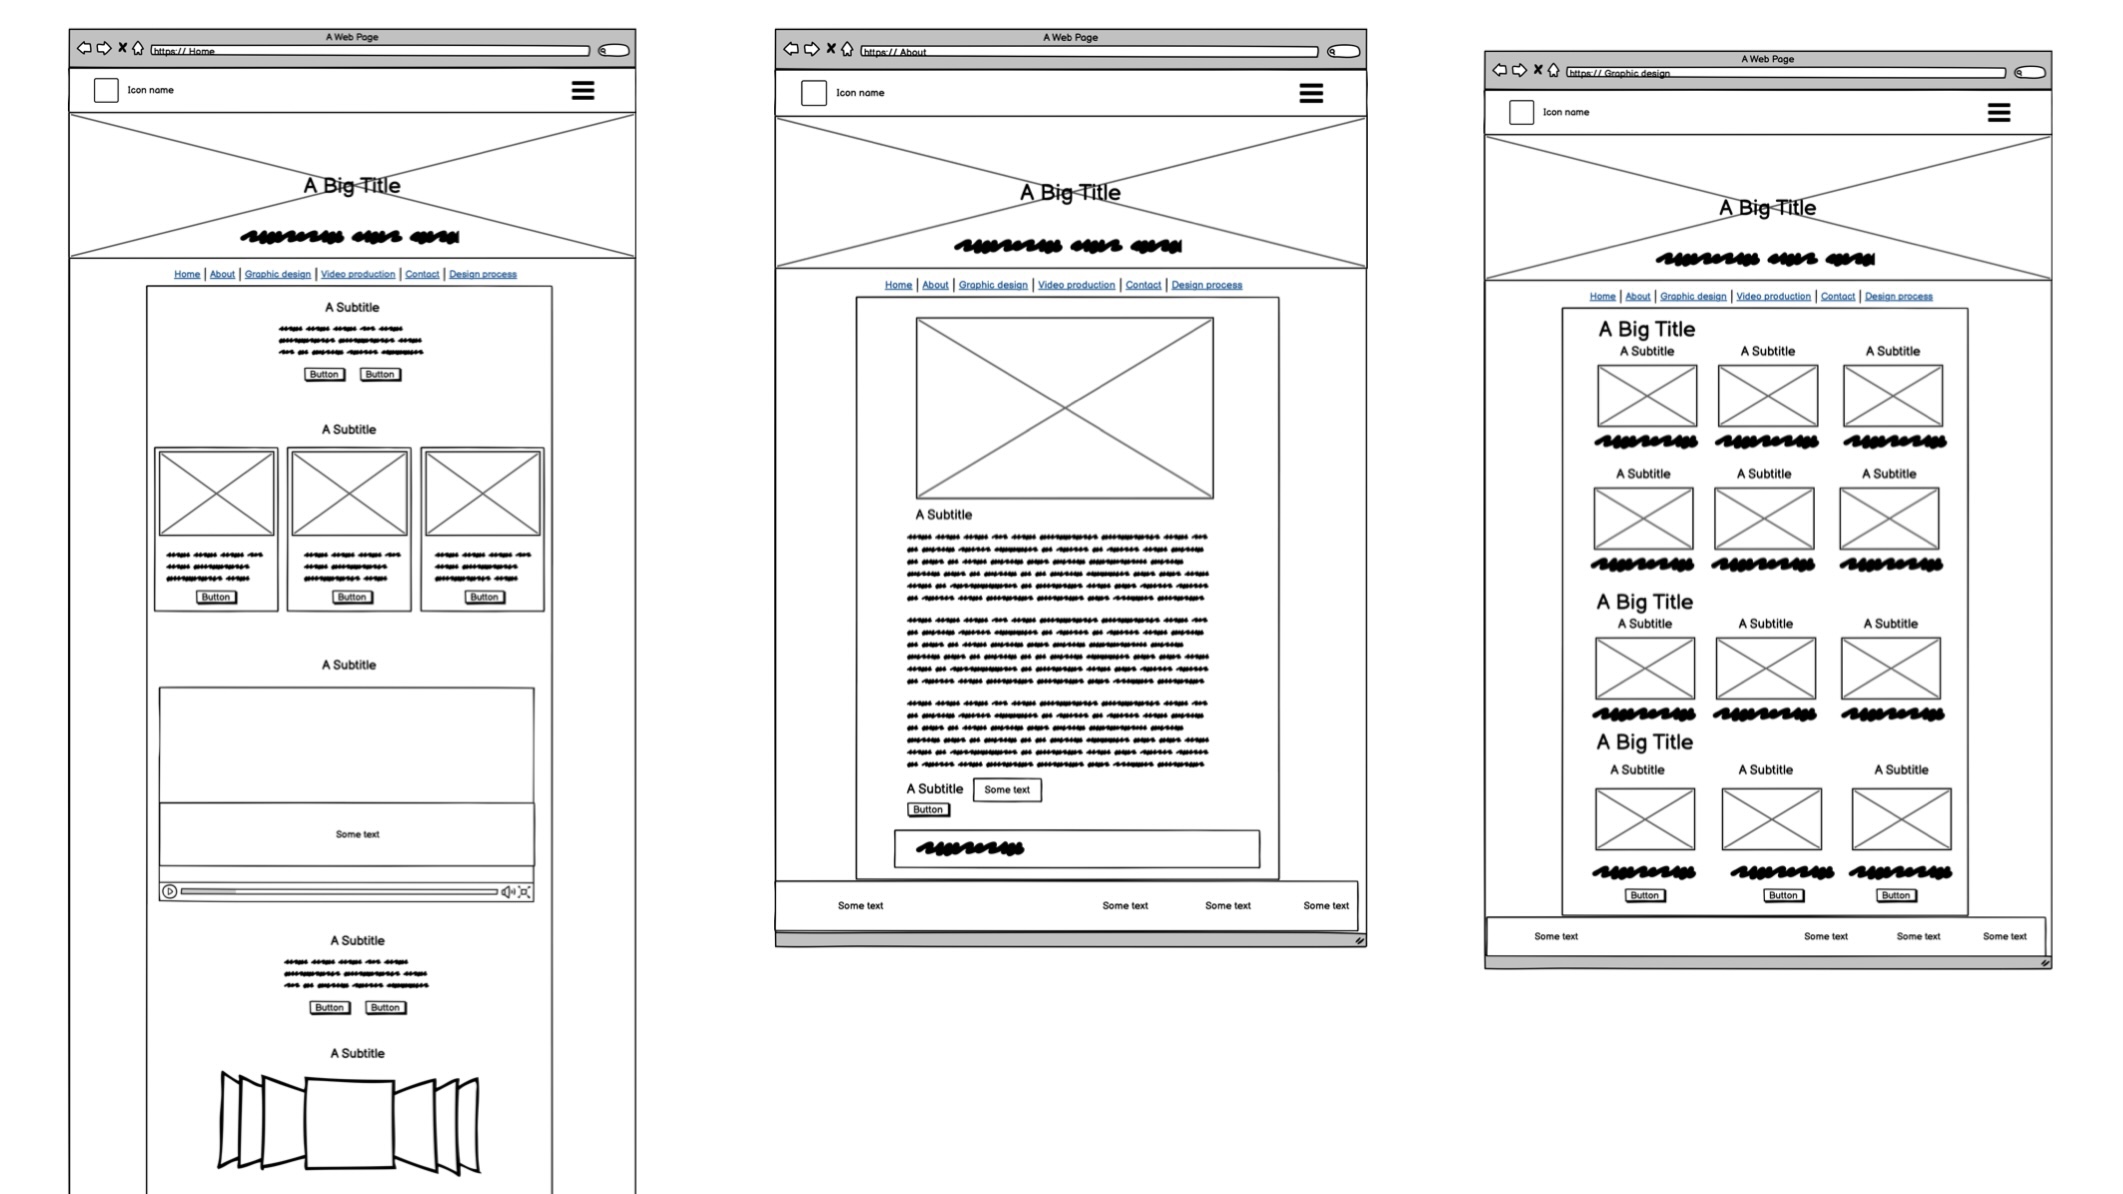 A Web Page
https:// Home
Icon name
A Big Title
Home | About | Graphic design | Video production | Contact | Design process
A Subtitle
Button Button
A Subtitle
Button Button Button
A Subtitle
Some text
A Subtitle
Button Button
A Subtitle
A Web Page
https:// About
Icon name
A Big Title
Home | About | Graphic design | Video production | Contact | Design process
A Subtitle
A Subtitle Some text
Button
Some text Some text Some text Some text
A Web Page
https:// Graphic design
Icon name
A Big Title
Home | About | Graphic design | Video production | Contact | Design process
A Big Title
A Subtitle A Subtitle A Subtitle
A Subtitle A Subtitle A Subtitle
A Big Title
A Subtitle A Subtitle A Subtitle
A Big Title
A Subtitle A Subtitle A Subtitle
Button Button Button
Some text Some text Some text Some text